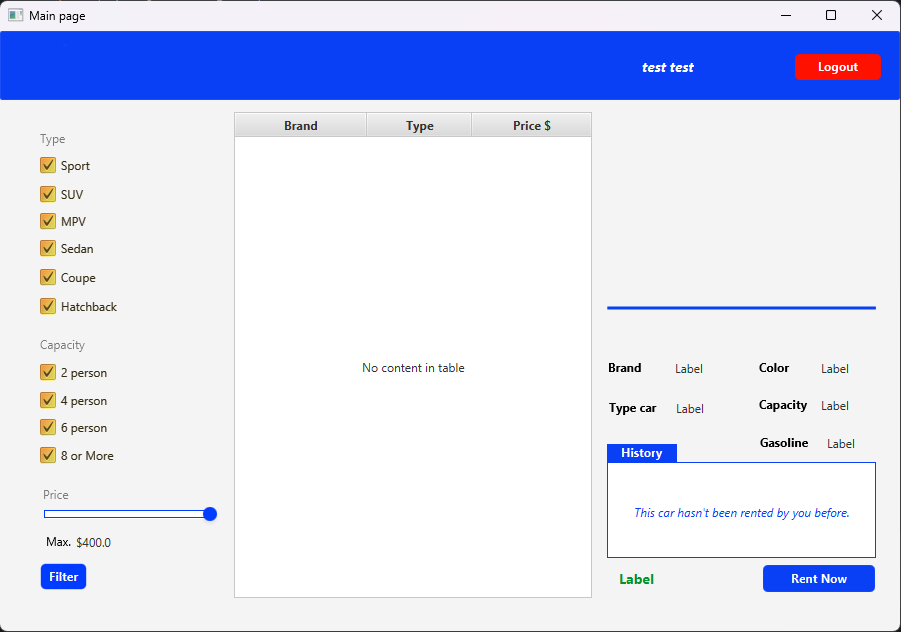 Main page
test test
Logout
Type
Sport
SUV
MPV
Sedan
Coupe
Hatchback
Capacity
2 person
4 person
6 person
8 or More
Price
Max. $400.0
Filter
Brand Type Price $
No content in table
Brand Label Color Label
Type car Label Capacity Label
Gasoline Label
History
This car hasn't been rented by you before.
Label
Rent Now